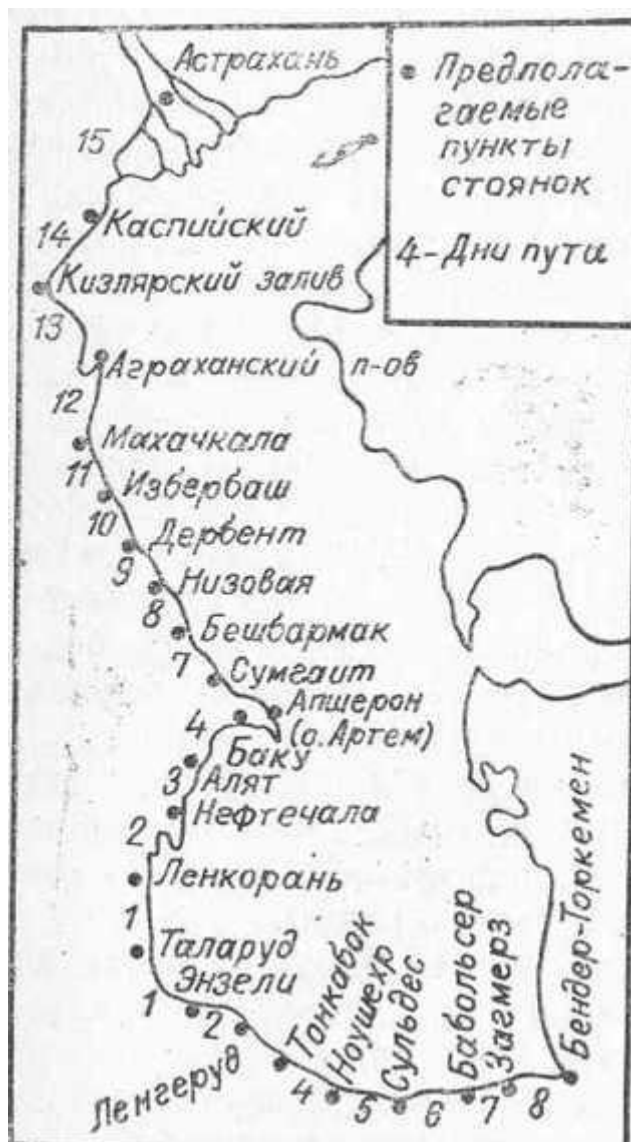 Астрахань
Предпола-
гаемые
пункты
стоянок
4-Дни пути
15
14
Каспийский
Кизлярский залив
13
Аграханский п-ов
12
Махачкала
11
Избербаш
10
Дервент
9
Низовая
8
Бешбармак
7
Сумгаит
Апшерон
(о. Артем)
4
Баку
3
Алят
Нефтечала
2
Ленкорань
1
Таларуд
Энзели
1
2
Ленгеруд
Тонкабок
4
Ноушехр
5
Сульдес
6
Бабольсер
7
Загмерз
8
Бендер-Торкемен